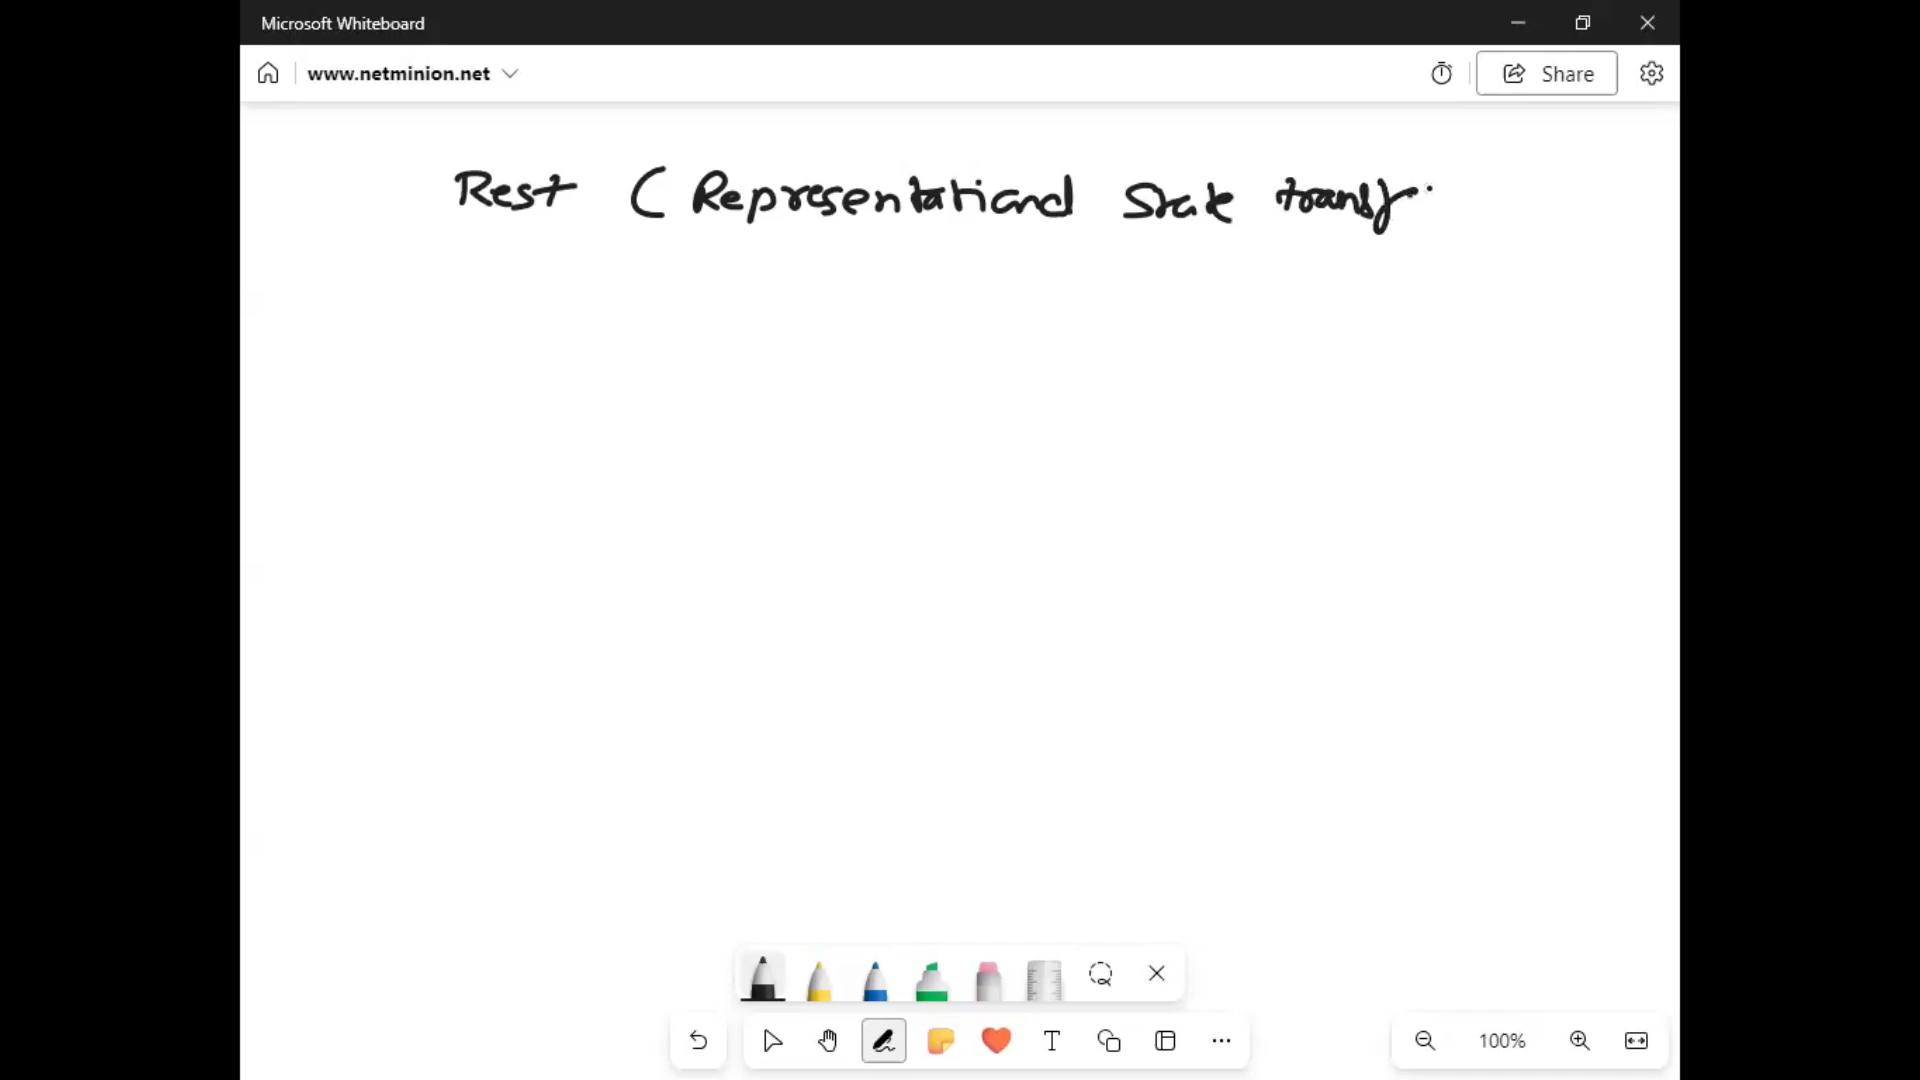 Microsoft Whiteboard
www.netminion.net
Share
Rest ( Representational State transf
T
100%